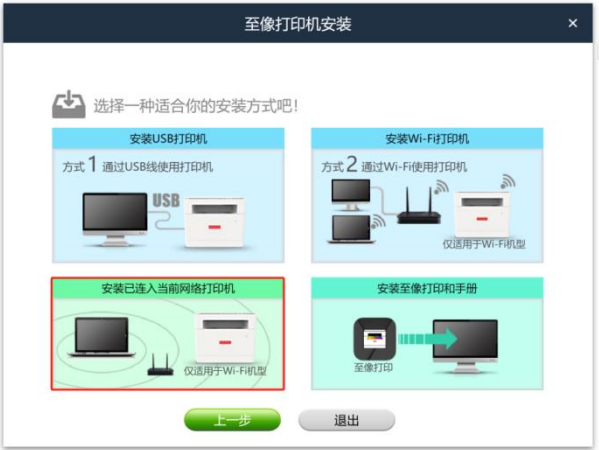 至像打印机安装
×
选择一种适合你的安装方式吧！
安装USB打印机
方式1 通过USB线使用打印机
USB
安装Wi-Fi打印机
方式2 通过Wi-Fi使用打印机
仅适用于Wi-Fi机型
安装已连入当前网络打印机
仅适用于Wi-Fi机型
安装至像打印和手册
至像打印
上一步
退出